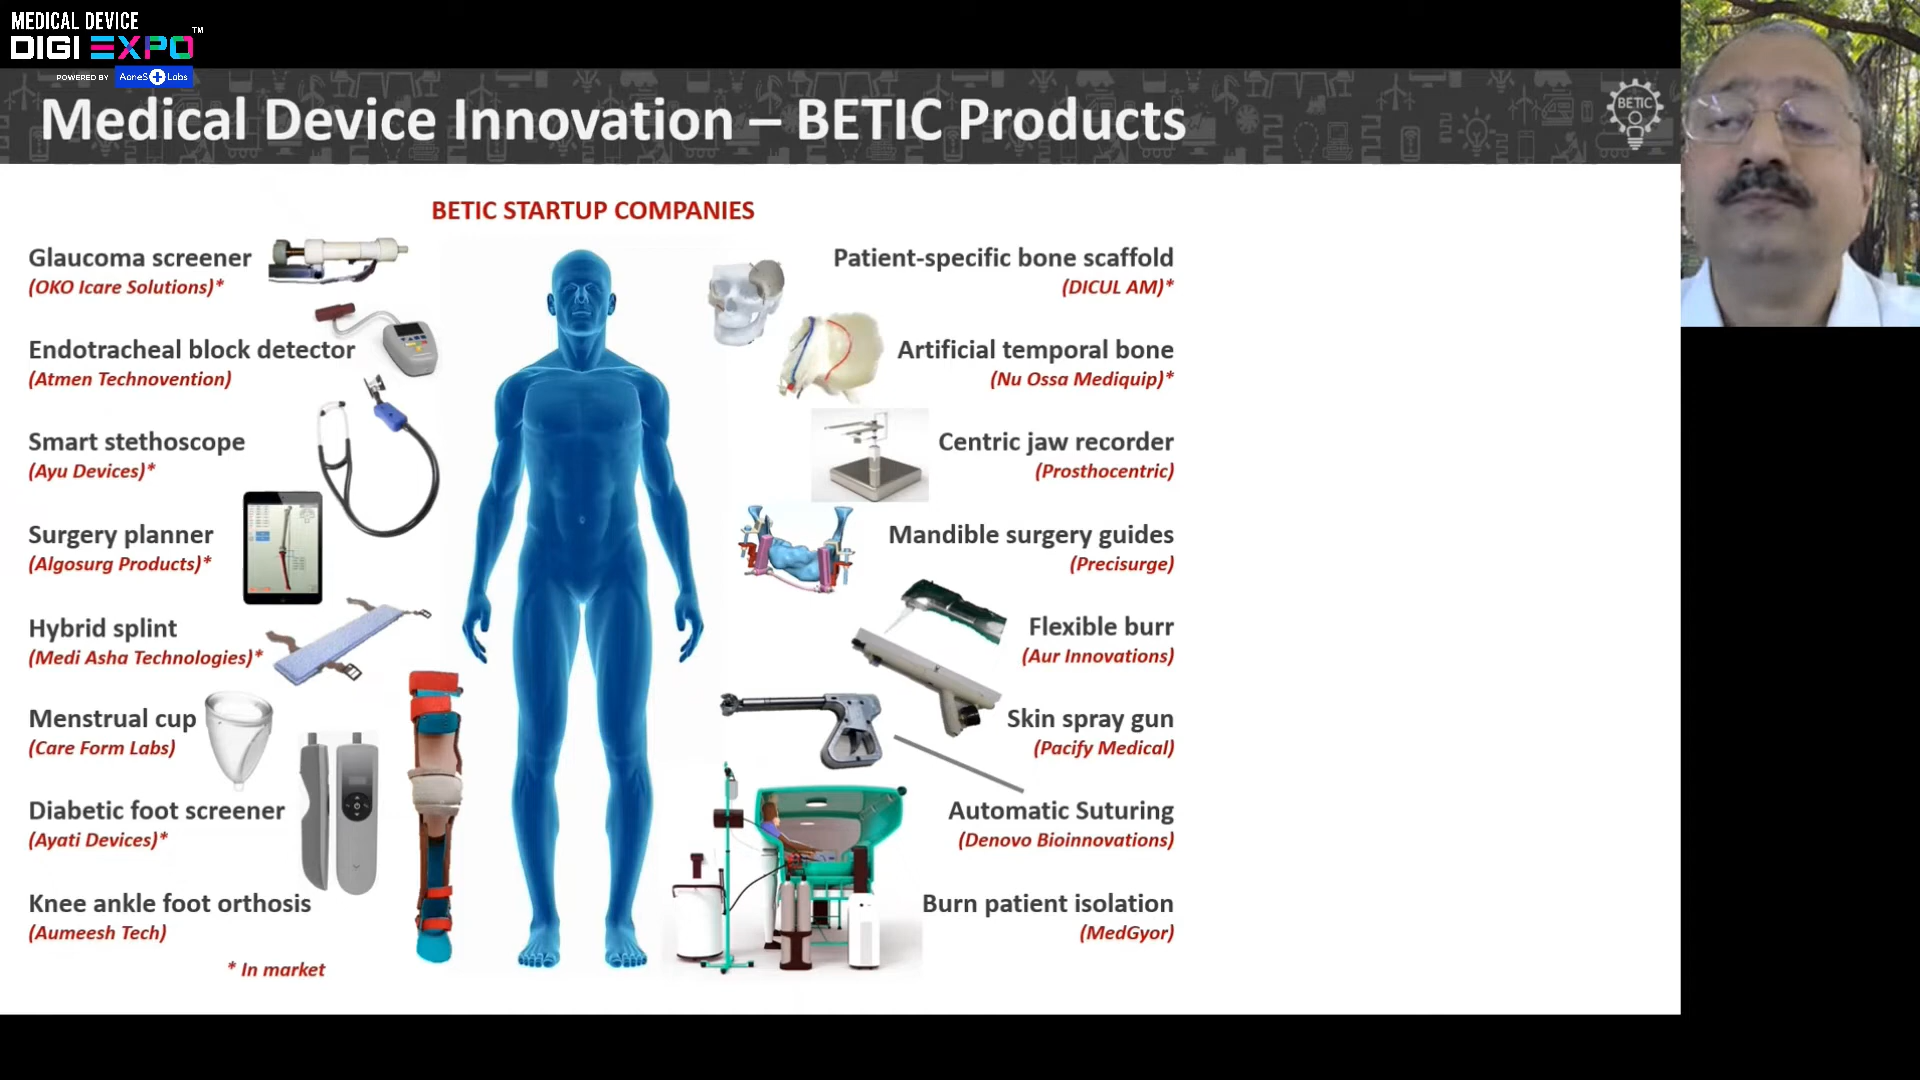 MEDICAL DEVICE
DIGI EXPO™
POWERED BY AoneS Labs
Medical Device Innovation – BETIC Products
BETIC
BETIC STARTUP COMPANIES
Glaucoma screener
(OKO Icare Solutions)*
Endotracheal block detector
(Atmen Technovention)
Smart stethoscope
(Ayu Devices)*
Surgery planner
(Algosurg Products)*
Hybrid splint
(Medi Asha Technologies)*
Menstrual cup
(Care Form Labs)
Diabetic foot screener
(Ayati Devices)*
Knee ankle foot orthosis
(Aumeesh Tech)
* In market
Patient-specific bone scaffold
(DICUL AM)*
Artificial temporal bone
(Nu Ossa Mediquip)*
Centric jaw recorder
(Prosthocentric)
Mandible surgery guides
(Precisurge)
Flexible burr
(Aur Innovations)
Skin spray gun
(Pacify Medical)
Automatic Suturing
(Denovo Bioinnovations)
Burn patient isolation
(MedGyor)